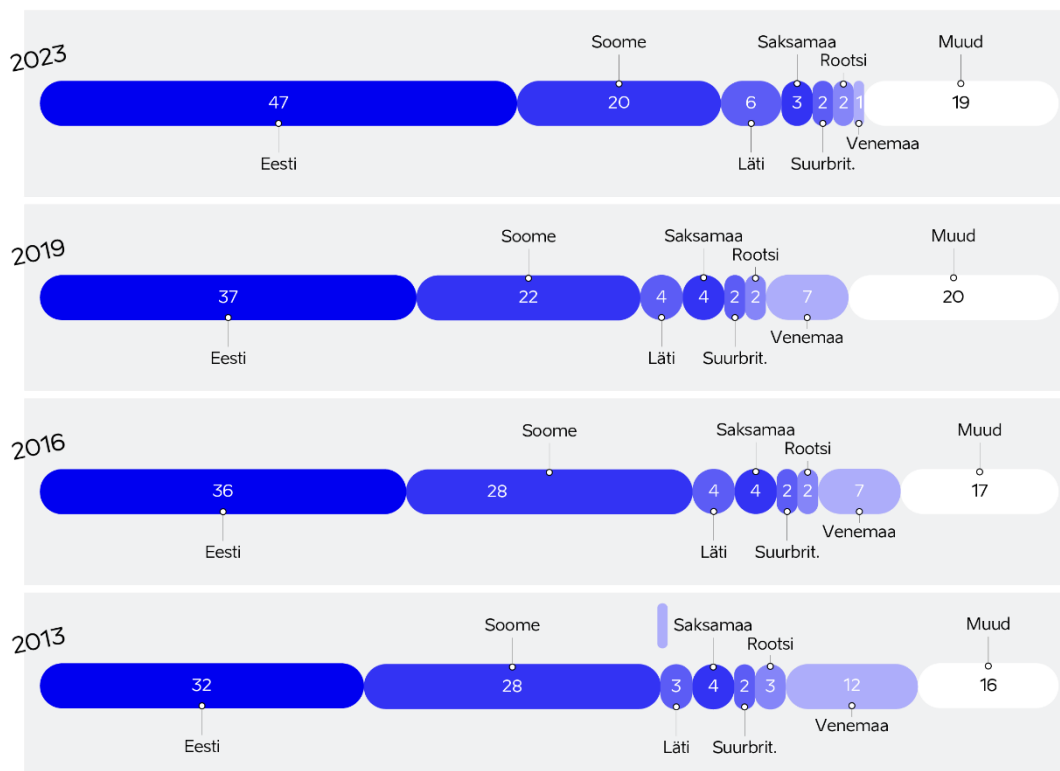 2023
Soome
Saksamaa
Muud
Rootsi
47
20
6
3
2
2
1
19
Venemaa
Eesti
Läti
Suurbrit.
2019
Soome
Saksamaa
Muud
Rootsi
37
22
4
4
2
2
7
20
Venemaa
Eesti
Läti
Suurbrit.
2016
Soome
Saksamaa
Muud
Rootsi
36
28
4
4
2
2
7
17
Venemaa
Eesti
Läti
Suurbrit.
2013
Soome
Saksamaa
Muud
Rootsi
32
28
3
4
2
3
12
16
Venemaa
Eesti
Läti
Suurbrit.